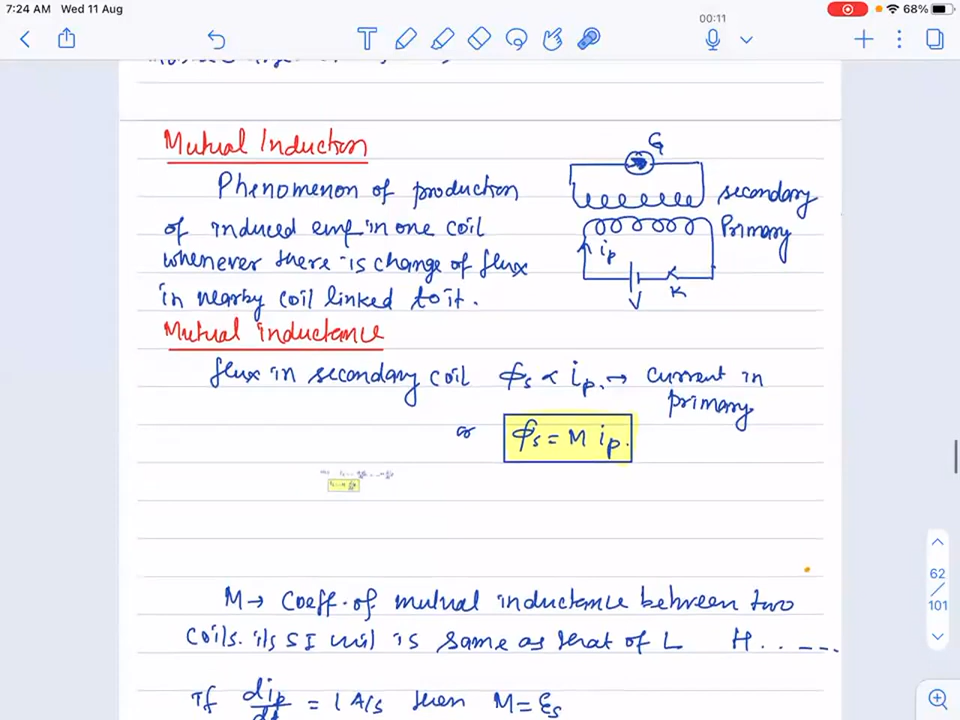 7:24 AM Wed 11 Aug
68%
00:11
Mutual Induction
Phenomenon of production
of induced emf in one coil
whenever there is change of flux
in nearby coil linked to it.
G
secondary
Primary
ip
K
Mutual inductance
flux in secondary coil ϕs ∝ ip → current in
primary
or ϕs = M ip.
M → Coeff. of mutual inductance between two
coils. its SI unit is same as that of L H . . - - -
If dip/dt = 1 A/s then M = εs
62
/
101